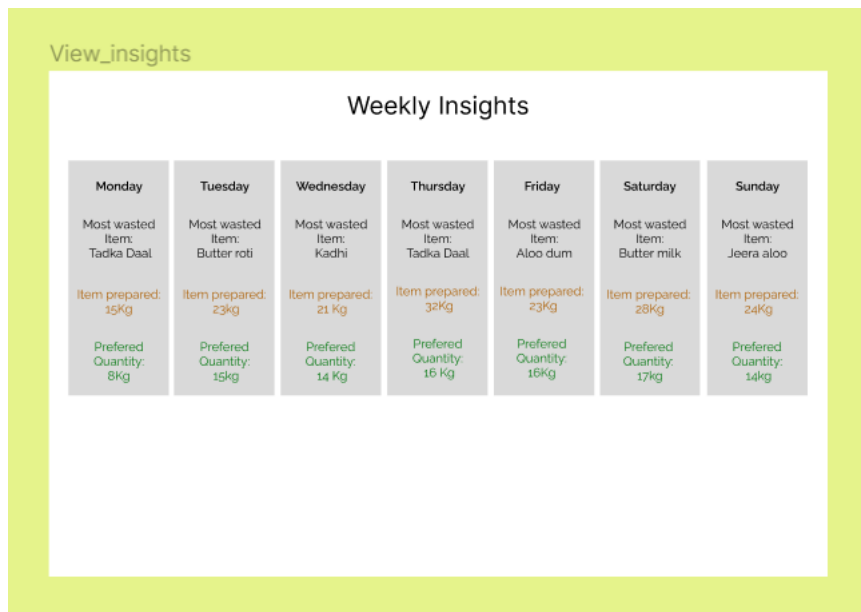 View_insights
Weekly Insights
Monday
Most wasted
Item:
Tadka Daal
Item prepared:
15Kg
Prefered
Quantity:
8Kg
Tuesday
Most wasted
Item:
Butter roti
Item prepared:
23kg
Prefered
Quantity:
15kg
Wednesday
Most wasted
Item:
Kadhi
Item prepared:
21 Kg
Prefered
Quantity:
14 Kg
Thursday
Most wasted
Item:
Tadka Daal
Item prepared:
32Kg
Prefered
Quantity:
16 Kg
Friday
Most wasted
Item:
Aloo dum
Item prepared:
23Kg
Prefered
Quantity:
16Kg
Saturday
Most wasted
Item:
Butter milk
Item prepared:
28Kg
Prefered
Quantity:
17kg
Sunday
Most wasted
Item:
Jeera aloo
Item prepared:
24Kg
Prefered
Quantity:
14kg